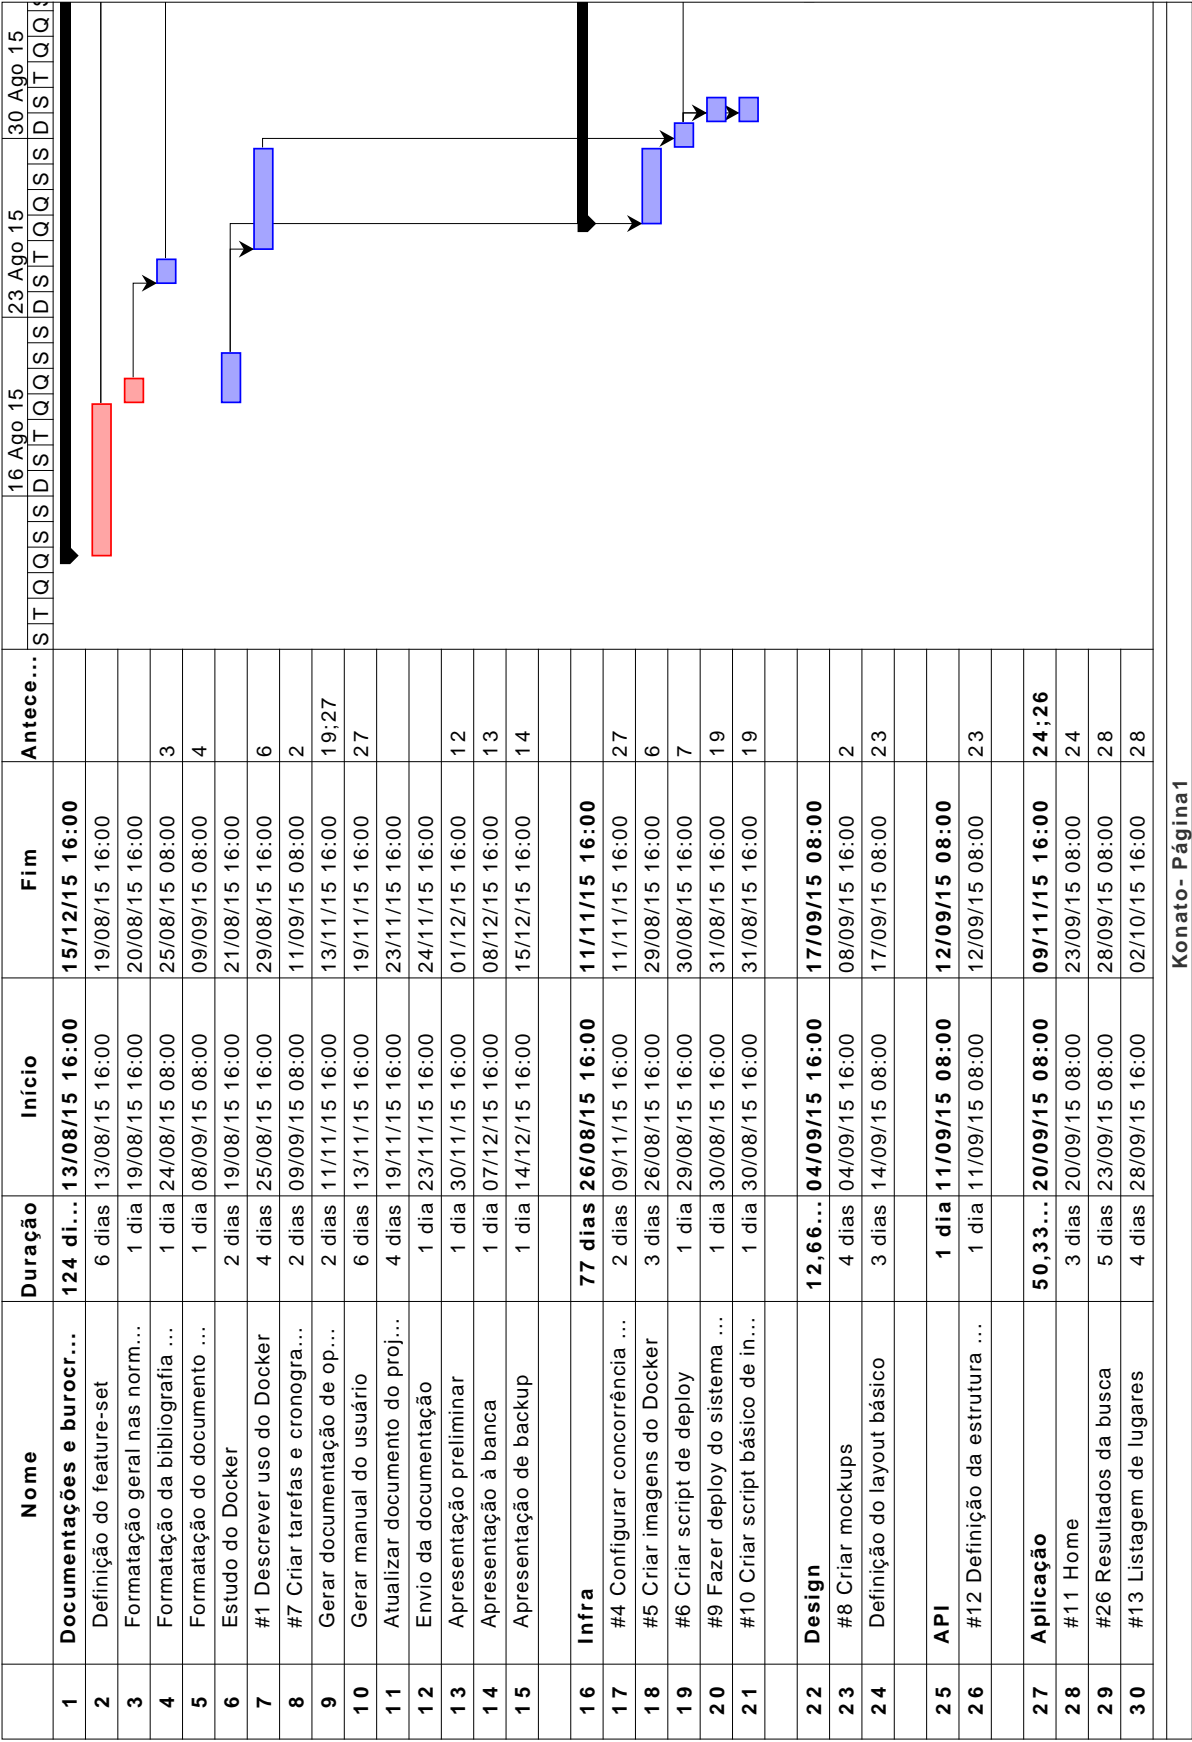 Nome Duração Início Fim Antece...
16 Ago 15 23 Ago 15 30 Ago 15
S T Q Q S S D S T Q Q S S D S T Q Q S S D S T Q Q S
1 Documentações e burocr... 124 di... 13/08/15 16:00 15/12/15 16:00
2 Definição do feature-set 6 dias 13/08/15 16:00 19/08/15 16:00
3 Formatação geral nas norm... 1 dia 19/08/15 16:00 20/08/15 16:00
4 Formatação da bibliografia ... 1 dia 24/08/15 08:00 25/08/15 08:00 3
5 Formatação do documento ... 1 dia 08/09/15 08:00 09/09/15 08:00 4
6 Estudo do Docker 2 dias 19/08/15 16:00 21/08/15 16:00
7 #1 Descrever uso do Docker 4 dias 25/08/15 16:00 29/08/15 16:00 6
8 #7 Criar tarefas e cronogra... 2 dias 09/09/15 08:00 11/09/15 08:00 2
9 Gerar documentação de op... 2 dias 11/11/15 16:00 13/11/15 16:00 19;27
10 Gerar manual do usuário 6 dias 13/11/15 16:00 19/11/15 16:00 27
11 Atualizar documento do proj... 4 dias 19/11/15 16:00 23/11/15 16:00
12 Envio da documentação 1 dia 23/11/15 16:00 24/11/15 16:00
13 Apresentação preliminar 1 dia 30/11/15 16:00 01/12/15 16:00 12
14 Apresentação à banca 1 dia 07/12/15 16:00 08/12/15 16:00 13
15 Apresentação de backup 1 dia 14/12/15 16:00 15/12/15 16:00 14
16 Infra 77 dias 26/08/15 16:00 11/11/15 16:00
17 #4 Configurar concorrência ... 2 dias 09/11/15 16:00 11/11/15 16:00 27
18 #5 Criar imagens do Docker 3 dias 26/08/15 16:00 29/08/15 16:00 6
19 #6 Criar script de deploy 1 dia 29/08/15 16:00 30/08/15 16:00 7
20 #9 Fazer deploy do sistema ... 1 dia 30/08/15 16:00 31/08/15 16:00 19
21 #10 Criar script básico de in... 1 dia 30/08/15 16:00 31/08/15 16:00 19
22 Design 12,66... 04/09/15 16:00 17/09/15 08:00
23 #8 Criar mockups 4 dias 04/09/15 16:00 08/09/15 16:00 2
24 Definição do layout básico 3 dias 14/09/15 08:00 17/09/15 08:00 23
25 API 1 dia 11/09/15 08:00 12/09/15 08:00
26 #12 Definição da estrutura ... 1 dia 11/09/15 08:00 12/09/15 08:00 23
27 Aplicação 50,33... 20/09/15 08:00 09/11/15 16:00 24;26
28 #11 Home 3 dias 20/09/15 08:00 23/09/15 08:00 24
29 #26 Resultados da busca 5 dias 23/09/15 08:00 28/09/15 08:00 28
30 #13 Listagem de lugares 4 dias 28/09/15 16:00 02/10/15 16:00 28
Konato- Página1